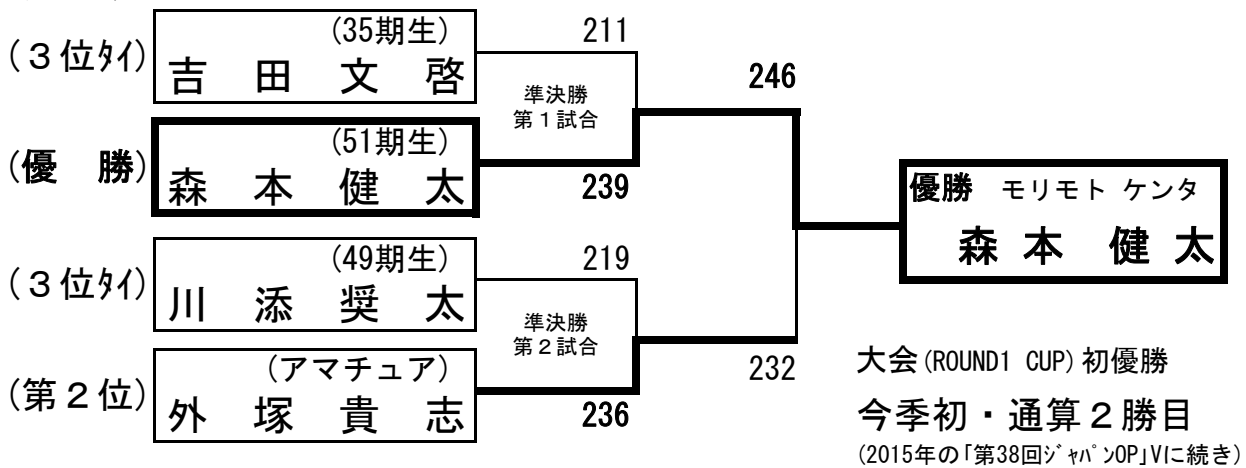 (３位ﾀｲ)
(35期生)
吉田文啓
211
準決勝
第１試合
(優 勝)
(51期生)
森本健太
239
246
優勝 モリモト ケンタ
森本 健太
(３位ﾀｲ)
(49期生)
川添奨太
219
準決勝
第２試合
(第２位)
(アマチュア)
外塚貴志
236
232
大会(ROUND1 CUP)初優勝
今季初・通算２勝目
(2015年の「第38回ｼﾞｬﾊﾟﾝOP」Vに続き)